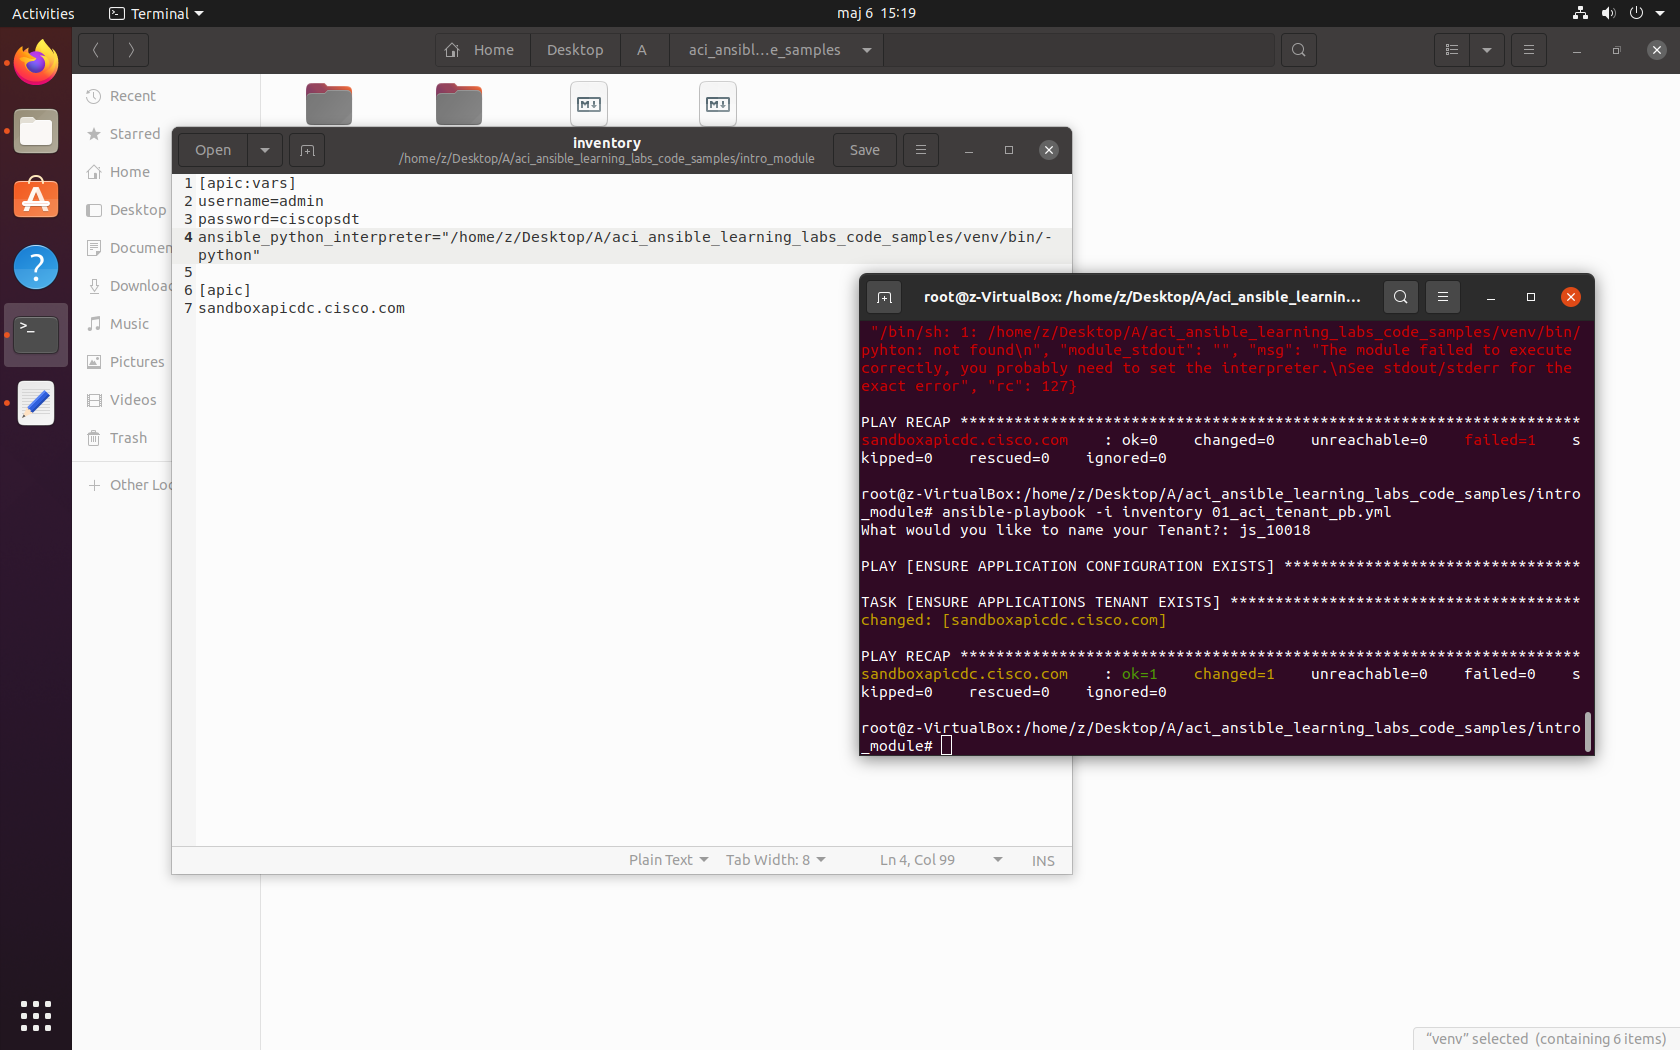 Activities
Terminal
maj 6  15:19
Home
Desktop
A
aci_ansibl…e_samples
Recent
Starred
Home
Desktop
Documen
Download
Music
Pictures
Videos
Trash
Other Loc
M↓
M↓
Open
inventory
/home/z/Desktop/A/aci_ansible_learning_labs_code_samples/intro_module
Save
1 [apic:vars]
2 username=admin
3 password=ciscopsdt
4 ansible_python_interpreter="/home/z/Desktop/A/aci_ansible_learning_labs_code_samples/venv/bin/-
python"
5
6 [apic]
7 sandboxapicdc.cisco.com
Plain Text
Tab Width: 8
Ln 4, Col 99
INS
root@z-VirtualBox: /home/z/Desktop/A/aci_ansible_learnin...
"/bin/sh: 1: /home/z/Desktop/A/aci_ansible_learning_labs_code_samples/venv/bin/
pyhton: not found\n", "module_stdout": "", "msg": "The module failed to execute
correctly, you probably need to set the interpreter.\nSee stdout/stderr for the
exact error", "rc": 127}
PLAY RECAP *********************************************************************
sandboxapicdc.cisco.com    : ok=0    changed=0    unreachable=0    failed=1    s
kipped=0    rescued=0    ignored=0
root@z-VirtualBox:/home/z/Desktop/A/aci_ansible_learning_labs_code_samples/intro
_module# ansible-playbook -i inventory 01_aci_tenant_pb.yml
What would you like to name your Tenant?: js_10018
PLAY [ENSURE APPLICATION CONFIGURATION EXISTS] *********************************
TASK [ENSURE APPLICATIONS TENANT EXISTS] ***************************************
changed: [sandboxapicdc.cisco.com]
PLAY RECAP *********************************************************************
sandboxapicdc.cisco.com    : ok=1    changed=1    unreachable=0    failed=0    s
kipped=0    rescued=0    ignored=0
root@z-VirtualBox:/home/z/Desktop/A/aci_ansible_learning_labs_code_samples/intro
_module#
"venv" selected  (containing 6 items)